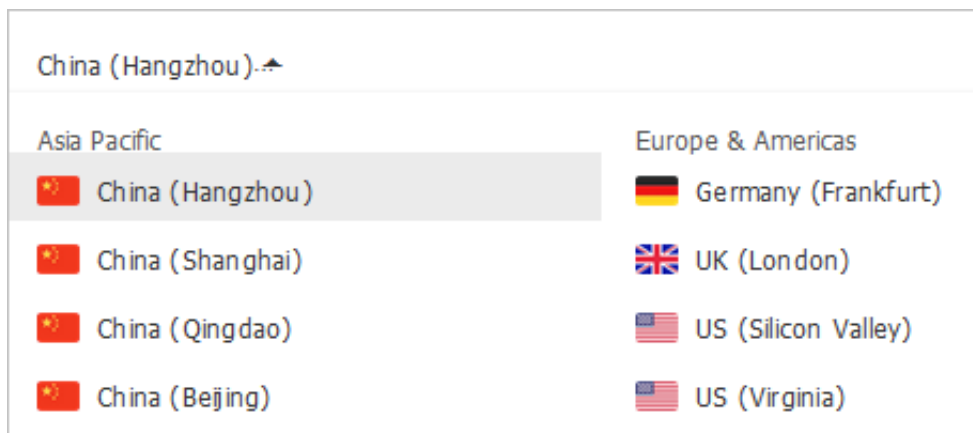 China (Hangzhou)
Asia Pacific
China (Hangzhou)
China (Shanghai)
China (Qingdao)
China (Beijing)
Europe & Americas
Germany (Frankfurt)
UK (London)
US (Silicon Valley)
US (Virginia)